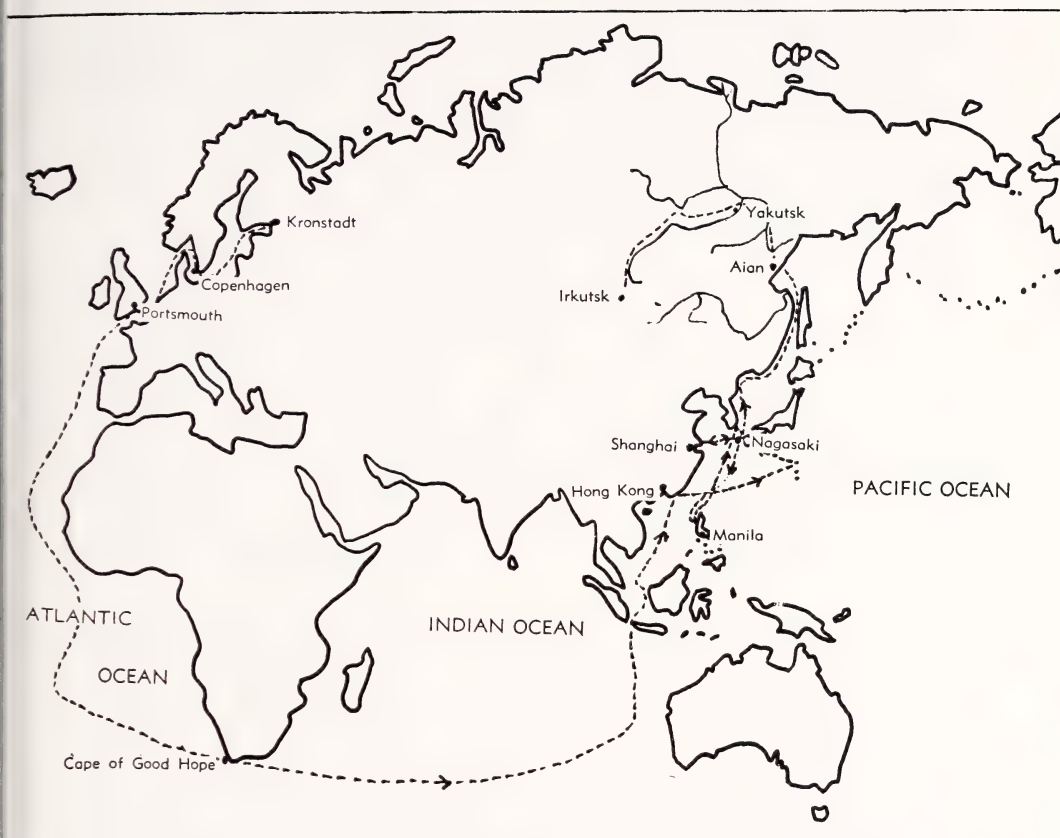 Kronstadt
Yakutsk
Aian
Copenhagen
Irkutsk
Portsmouth
Shanghai
Nagasaki
Hong Kong
PACIFIC OCEAN
Manila
ATLANTIC
OCEAN
INDIAN OCEAN
Cape of Good Hope